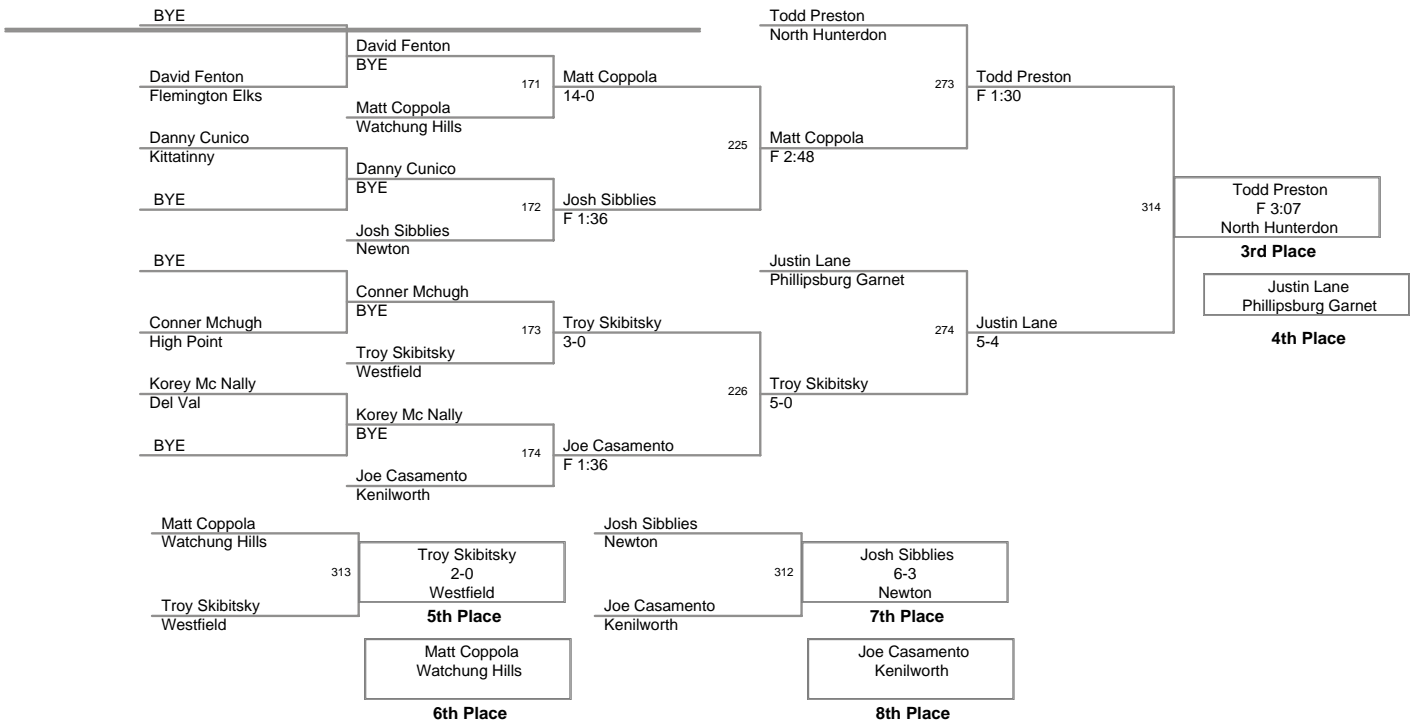 BYE
David Fenton
Flemington Elks
Danny Cunico
Kittatinny
BYE
BYE
Conner Mchugh
High Point
Korey Mc Nally
Del Val
BYE
David Fenton
BYE
171
Matt Coppola
Watchung Hills
Danny Cunico
BYE
172
Josh Sibblies
Newton
Conner Mchugh
BYE
173
Troy Skibitsky
Westfield
Korey Mc Nally
BYE
174
Joe Casamento
Kenilworth
Matt Coppola
14-0
225
Josh Sibblies
F 1:36
Troy Skibitsky
3-0
226
Joe Casamento
F 1:36
Todd Preston
North Hunterdon
273
Matt Coppola
F 2:48
Justin Lane
Phillipsburg Garnet
274
Troy Skibitsky
5-0
Todd Preston
F 1:30
314
Justin Lane
5-4
Todd Preston
F 3:07
North Hunterdon
3rd Place
Justin Lane
Phillipsburg Garnet
4th Place
Matt Coppola
Watchung Hills
313
Troy Skibitsky
Westfield
Troy Skibitsky
2-0
Westfield
5th Place
Matt Coppola
Watchung Hills
6th Place
Josh Sibblies
Newton
312
Joe Casamento
Kenilworth
Josh Sibblies
6-3
Newton
7th Place
Joe Casamento
Kenilworth
8th Place